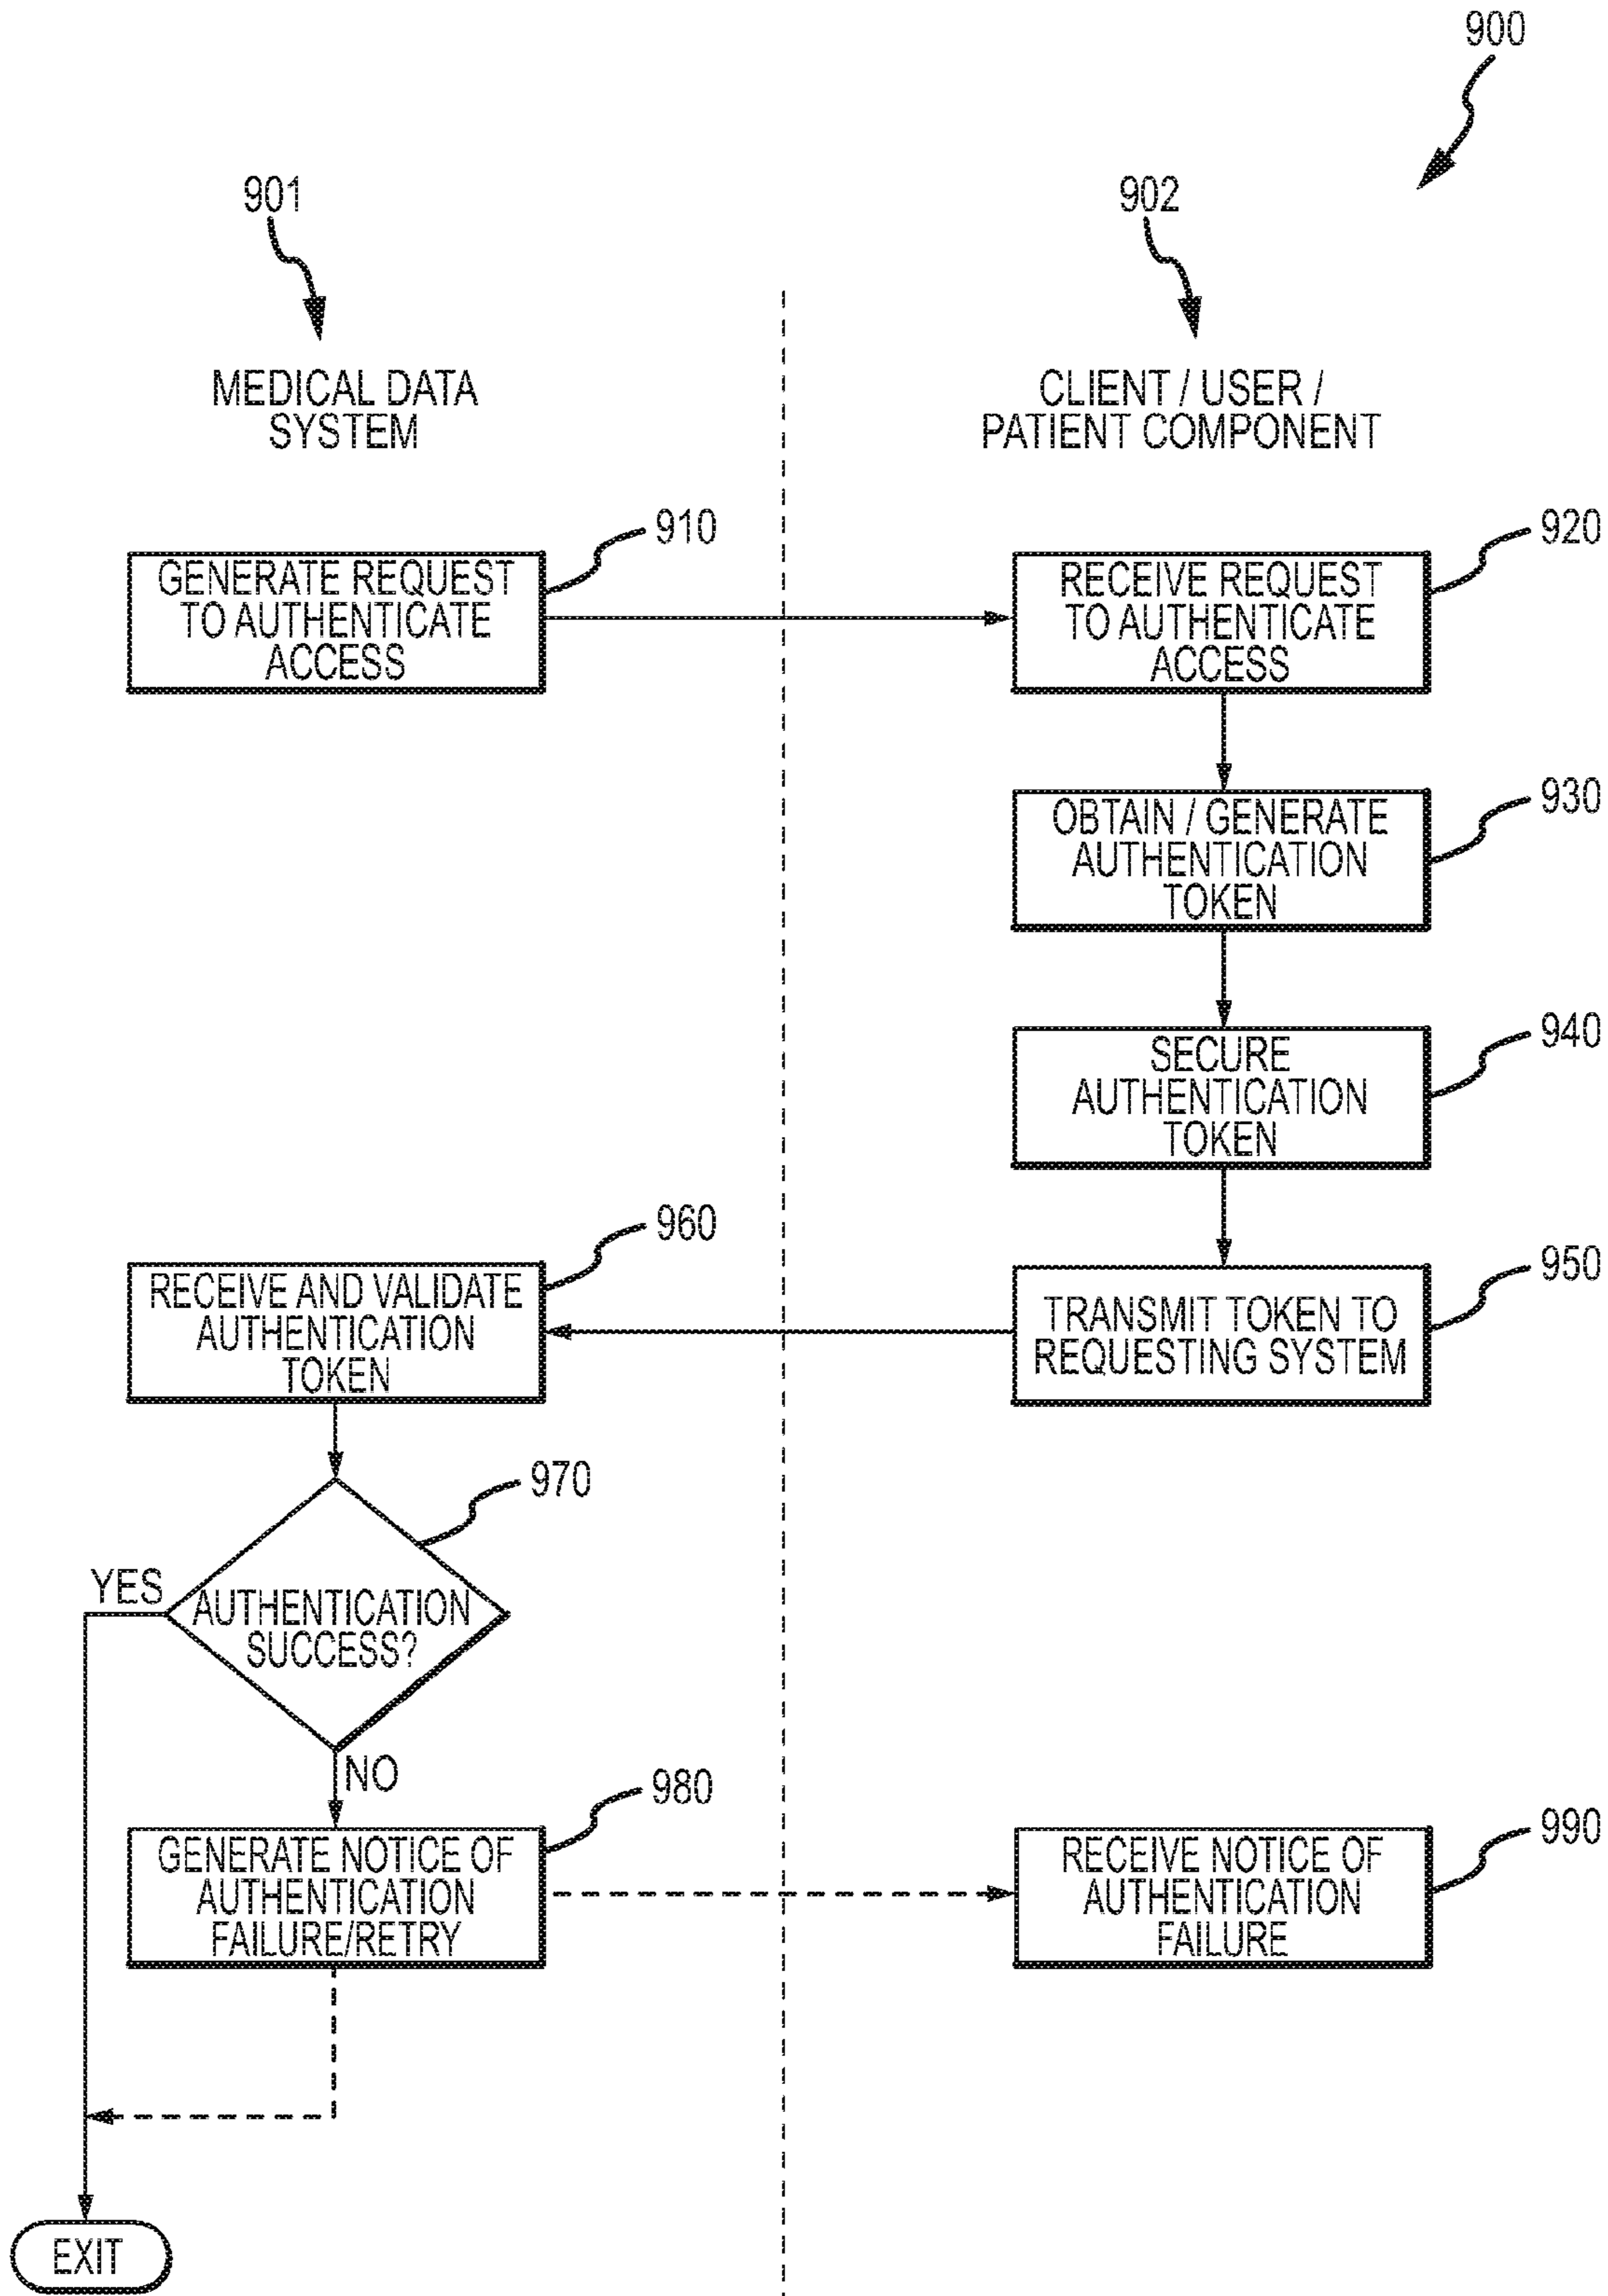 900
901
902
MEDICAL DATA
SYSTEM
CLIENT / USER /
PATIENT COMPONENT
910
GENERATE REQUEST
TO AUTHENTICATE
ACCESS
920
RECEIVE REQUEST
TO AUTHENTICATE
ACCESS
930
OBTAIN / GENERATE
AUTHENTICATION
TOKEN
940
SECURE
AUTHENTICATION
TOKEN
950
TRANSMIT TOKEN TO
REQUESTING SYSTEM
960
RECEIVE AND VALIDATE
AUTHENTICATION
TOKEN
970
YES
AUTHENTICATION
SUCCESS?
NO
980
GENERATE NOTICE OF
AUTHENTICATION
FAILURE/RETRY
990
RECEIVE NOTICE OF
AUTHENTICATION
FAILURE
EXIT